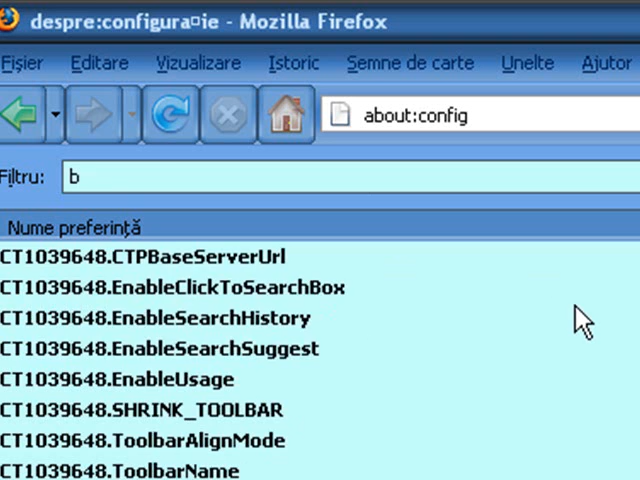 despre:configura□ie - Mozilla Firefox
Fișier Editare Vizualizare Istoric Semne de carte Unelte Ajutor
about:config
Filtru: b
Nume preferință
CT1039648.CTPBaseServerUrl
CT1039648.EnableClickToSearchBox
CT1039648.EnableSearchHistory
CT1039648.EnableSearchSuggest
CT1039648.EnableUsage
CT1039648.SHRINK_TOOLBAR
CT1039648.ToolbarAlignMode
CT1039648.ToolbarName